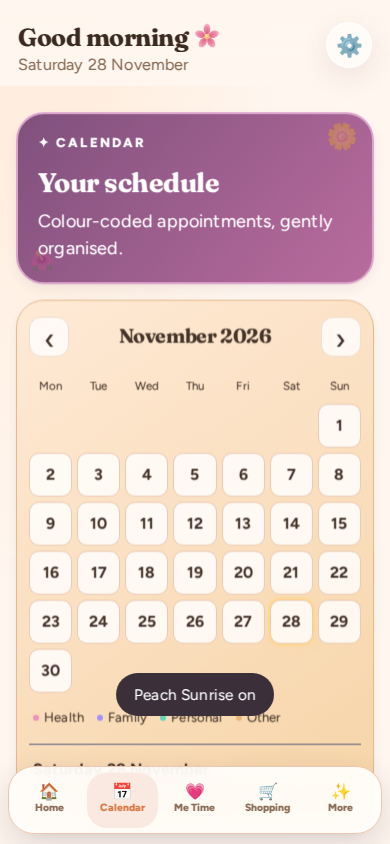 Good morning 🌸
Saturday 28 November
✦ CALENDAR
Your schedule
Colour-coded appointments, gently
organised.
‹ November 2026 ›
Mon Tue Wed Thu Fri Sat Sun
1
2 3 4 5 6 7 8
9 10 11 12 13 14 15
16 17 18 19 20 21 22
23 24 25 26 27 28 29
30
Peach Sunrise on
Health Family Personal Other
Saturday 28 November
Home Calendar Me Time Shopping More